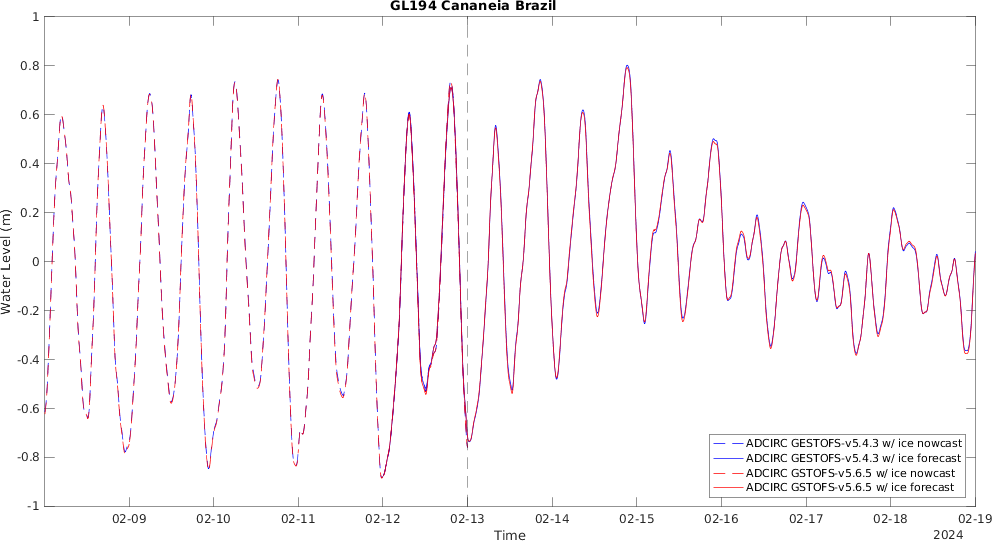 GL194 Cananeia Brazil
1
0.8
0.6
0.4
0.2
0
-0.2
-0.4
-0.6
-0.8
-1
Water Level (m)
ADCIRC GESTOFS-v5.4.3 w/ ice nowcast
ADCIRC GESTOFS-v5.4.3 w/ ice forecast
ADCIRC GSTOFS-v5.6.5 w/ ice nowcast
ADCIRC GSTOFS-v5.6.5 w/ ice forecast
02-09 02-10 02-11 02-12 02-13 02-14 02-15 02-16 02-17 02-18 02-19
Time
2024